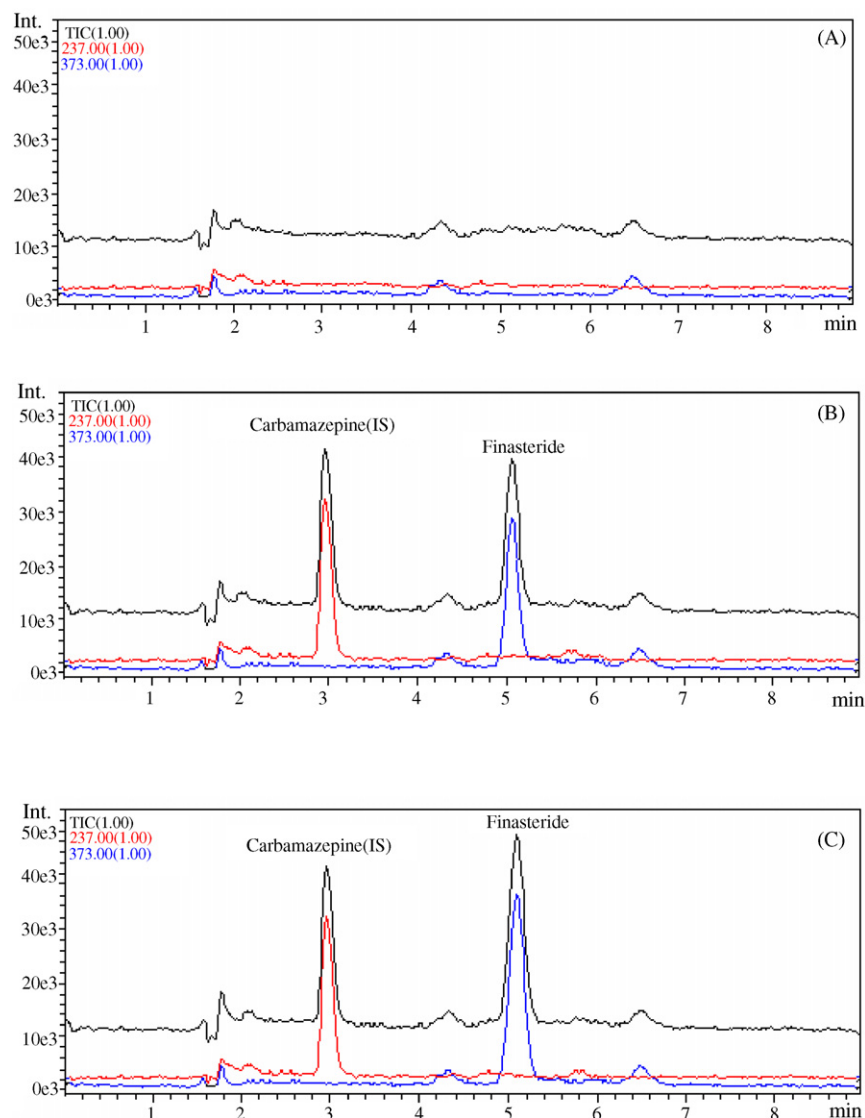 Int.
TIC(1.00)
237.00(1.00)
373.00(1.00)
(A)
50e3
40e3
30e3
20e3
10e3
0e3
1 2 3 4 5 6 7 8 min
Int.
TIC(1.00)
237.00(1.00)
373.00(1.00)
(B)
Carbamazepine(IS)
Finasteride
50e3
40e3
30e3
20e3
10e3
0e3
1 2 3 4 5 6 7 8 min
Int.
TIC(1.00)
237.00(1.00)
373.00(1.00)
Finasteride
(C)
Carbamazepine(IS)
50e3
40e3
30e3
20e3
10e3
0e3
1 2 3 4 5 6 7 8 min